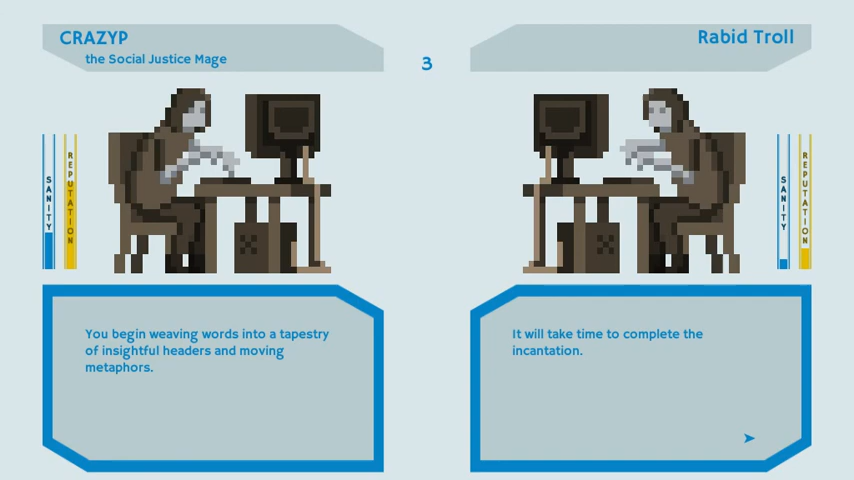 CRAZYP
the Social Justice Mage
3
Rabid Troll
SANITY
REPUTATION
SANITY
REPUTATION
You begin weaving words into a tapestry
of insightful headers and moving
metaphors.
It will take time to complete the
incantation.